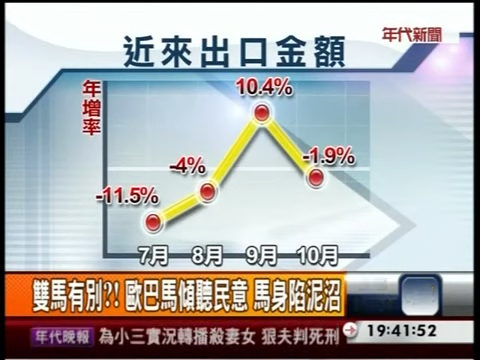 年代新聞
近來出口金額
年增率
10.4%
-4%
-1.9%
-11.5%
7月 8月 9月 10月
雙馬有別?! 歐巴馬傾聽民意 馬身陷泥沼
年代晚報 為小三實況轉播殺妻女 狠夫判死刑 19:41:52